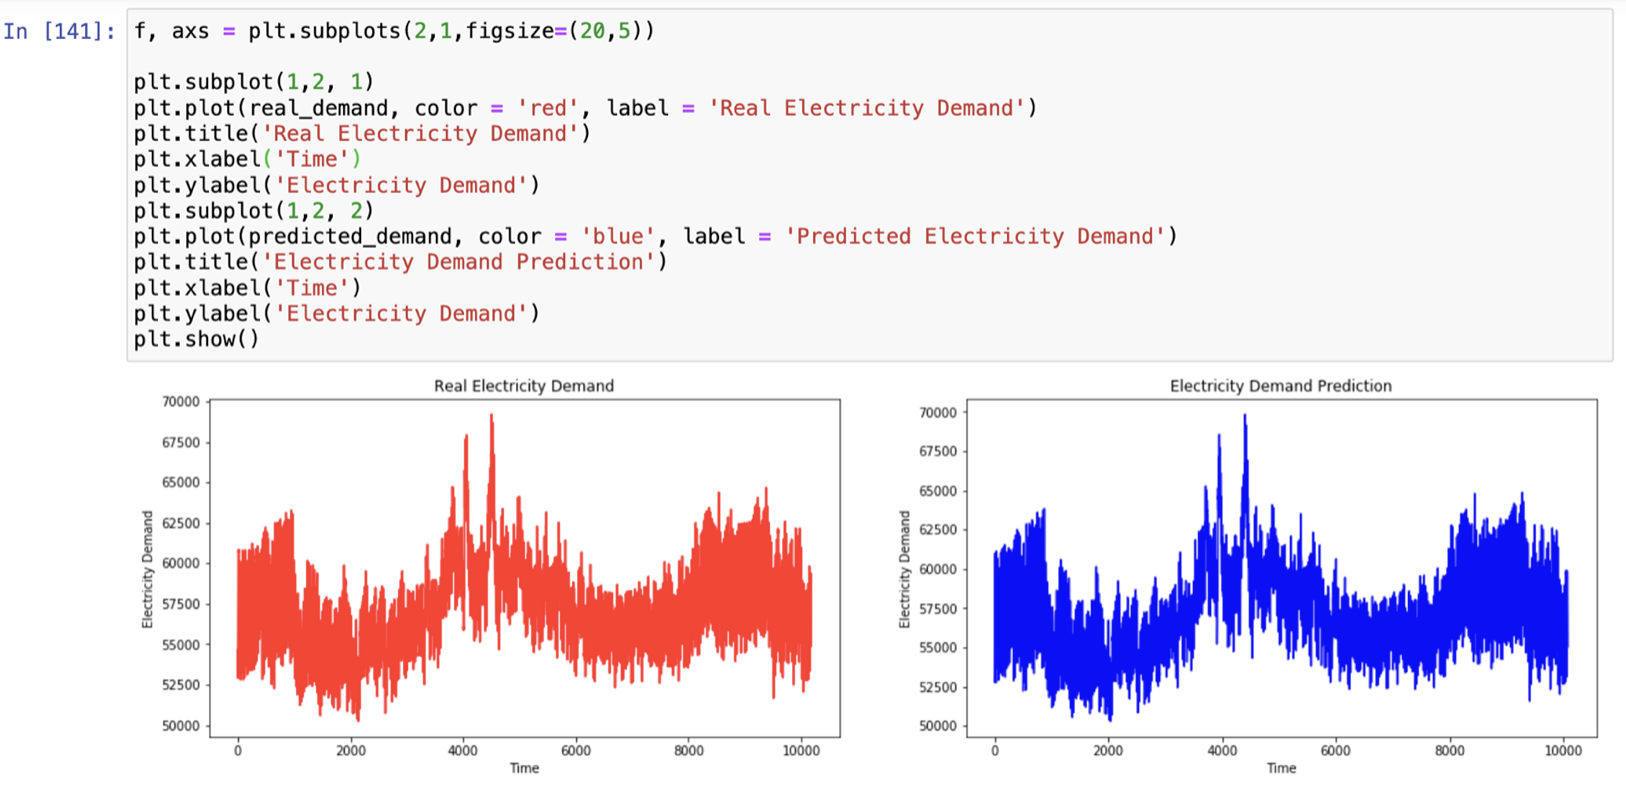 In [141]: f, axs = plt.subplots(2,1,figsize=(20,5))
plt.subplot(1,2, 1)
plt.plot(real_demand, color = 'red', label = 'Real Electricity Demand')
plt.title('Real Electricity Demand')
plt.xlabel('Time')
plt.ylabel('Electricity Demand')
plt.subplot(1,2, 2)
plt.plot(predicted_demand, color = 'blue', label = 'Predicted Electricity Demand')
plt.title('Electricity Demand Prediction')
plt.xlabel('Time')
plt.ylabel('Electricity Demand')
plt.show()
Real Electricity Demand
Electricity Demand
70000
67500
65000
62500
60000
57500
55000
52500
50000
0 2000 4000 6000 8000 10000
Time
Electricity Demand Prediction
Electricity Demand
70000
67500
65000
62500
60000
57500
55000
52500
50000
0 2000 4000 6000 8000 10000
Time